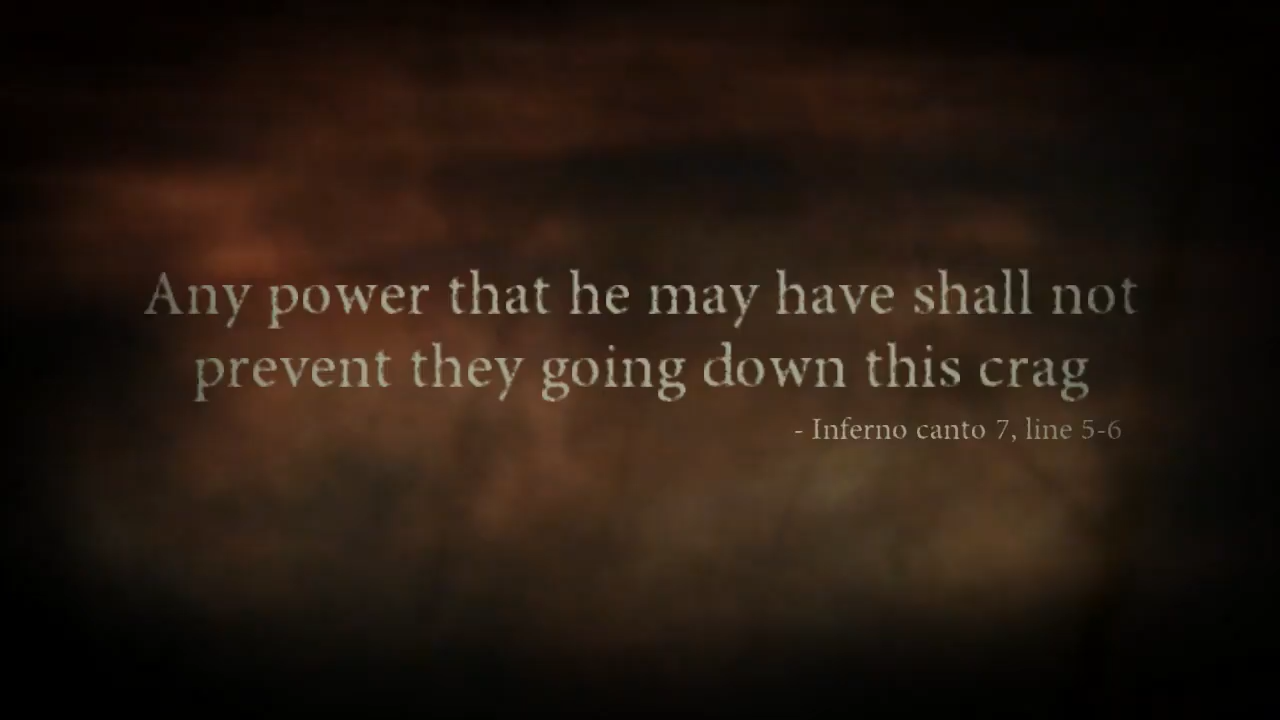 Any power that he may have shall not
prevent they going down this crag
- Inferno canto 7, line 5-6